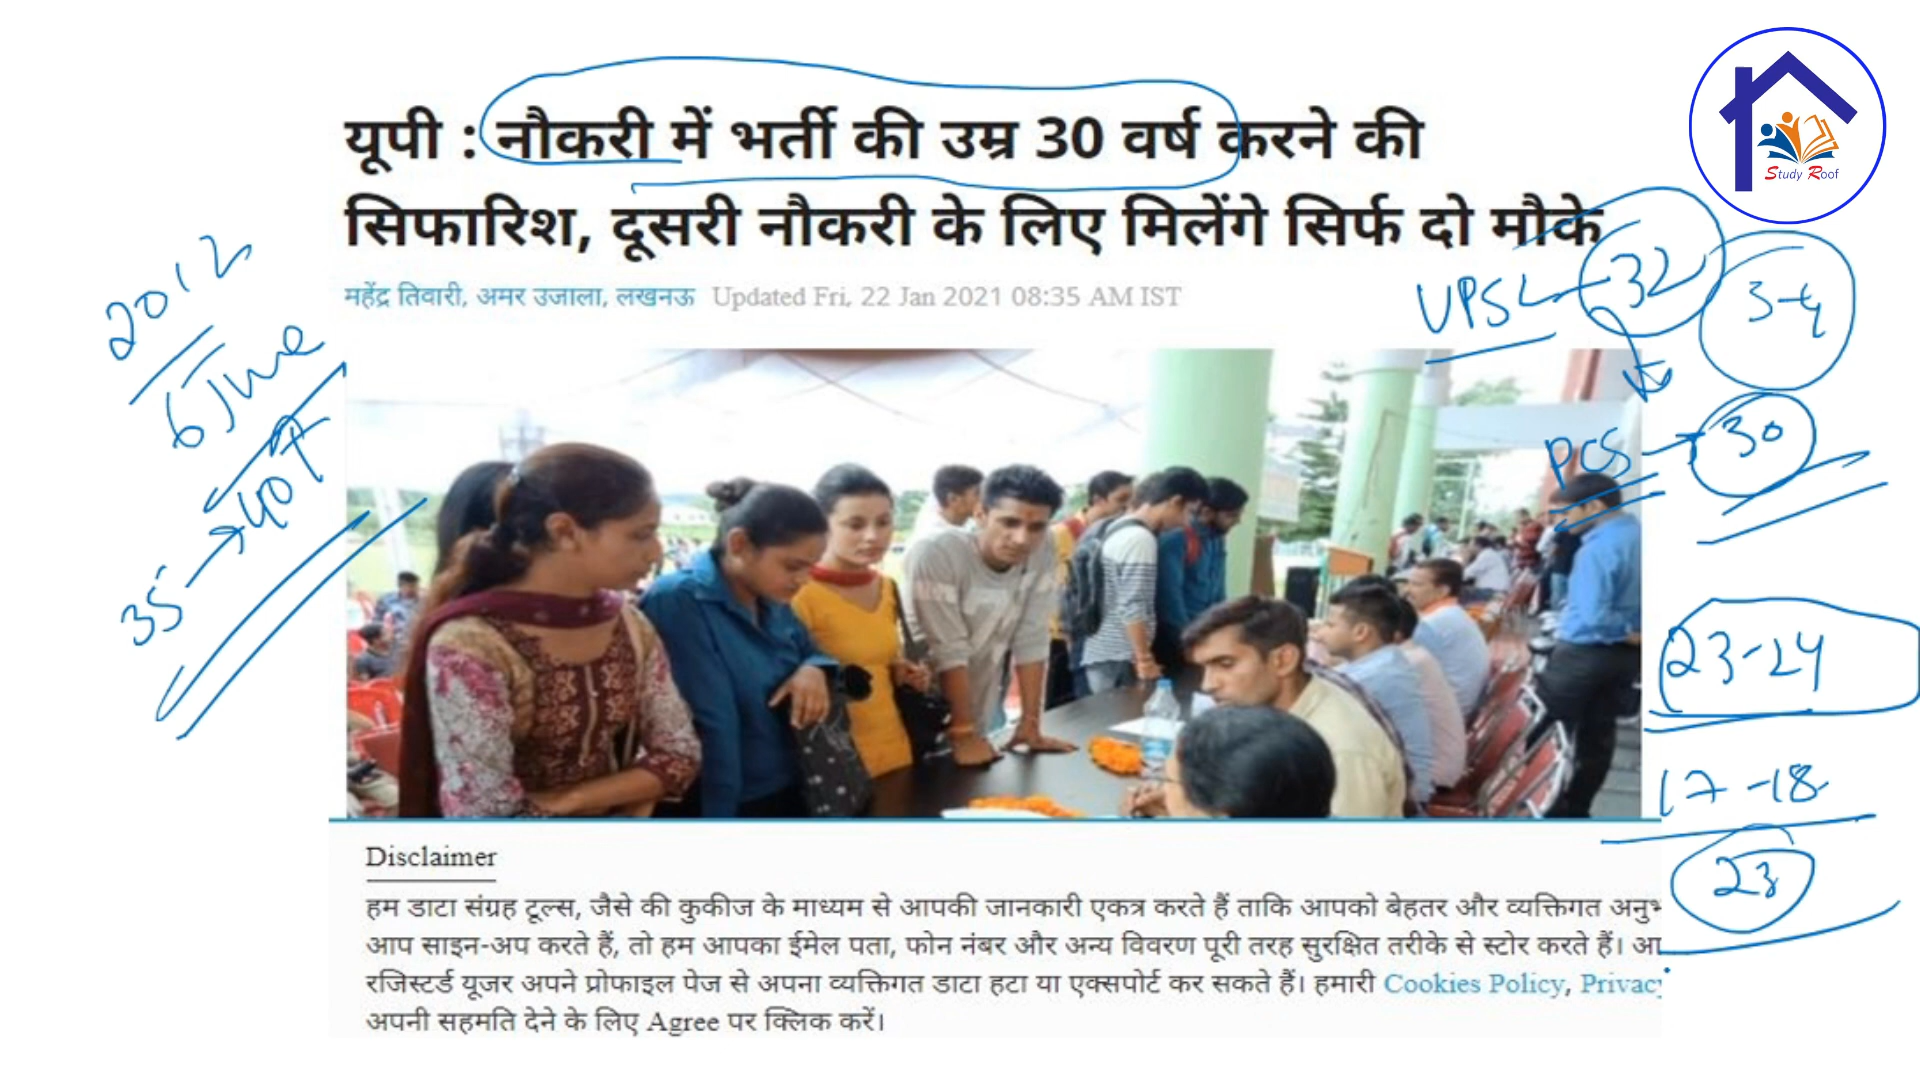 यूपी : नौकरी में भर्ती की उम्र 30 वर्ष करने की
सिफारिश, दूसरी नौकरी के लिए मिलेंगे सिर्फ दो मौके
महेंद्र तिवारी, अमर उजाला, लखनऊ Updated Fri, 22 Jan 2021 08:35 AM IST
Study Roof
2012
6 June
35 → 40
UPSC - 32
3-4
PCS → 30
23-24
17-18
23
Disclaimer
हम डाटा संग्रह टूल्स, जैसे की कुकीज के माध्यम से आपकी जानकारी एकत्र करते हैं ताकि आपको बेहतर और व्यक्तिगत
आप साइन-अप करते हैं, तो हम आपका ईमेल पता, फोन नंबर और अन्य विवरण पूरी तरह सुरक्षित तरीके से स्टोर करते हैं।
रजिस्टर्ड यूजर अपने प्रोफाइल पेज से अपना व्यक्तिगत डाटा हटा या एक्सपोर्ट कर सकते हैं। हमारी Cookies Policy, Privacy
अपनी सहमति देने के लिए Agree पर क्लिक करें।